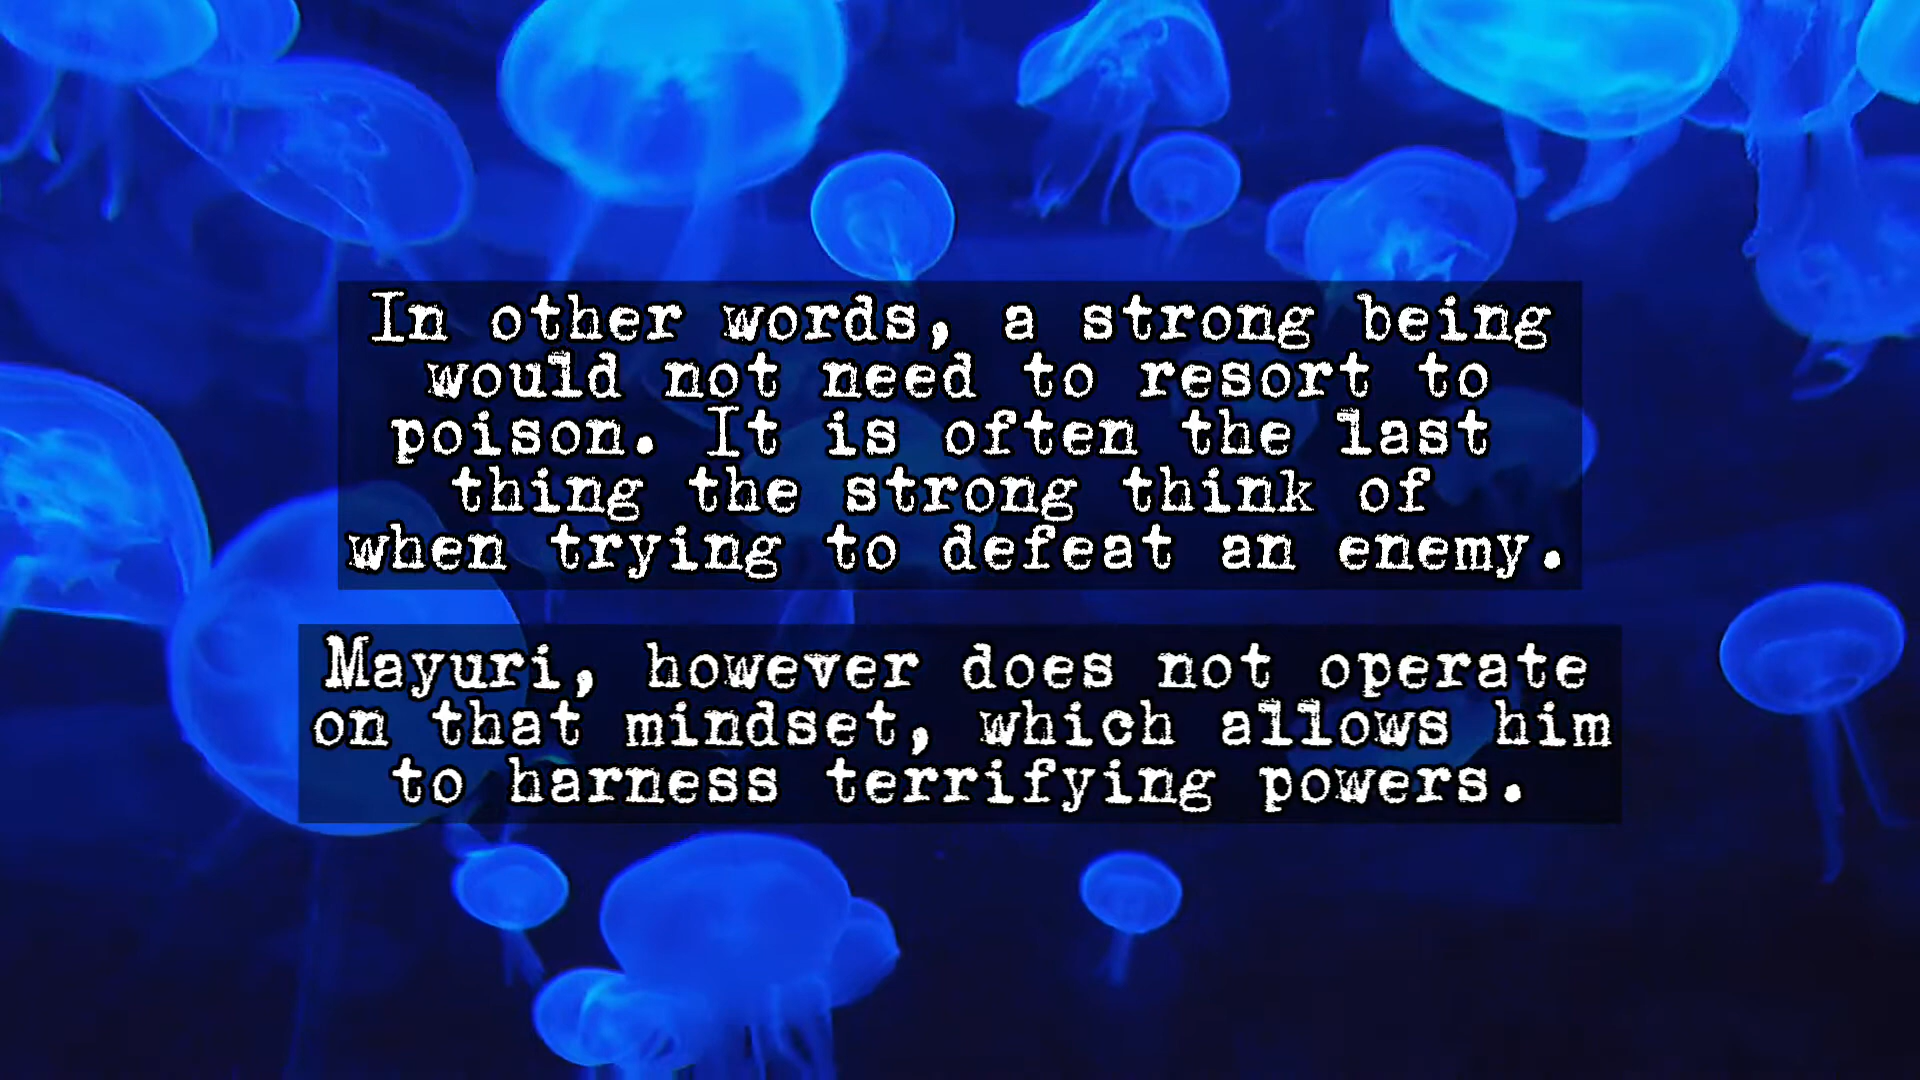 In other words, a strong being
would not need to resort to
poison. It is often the last
thing the strong think of
when trying to defeat an enemy.
Mayuri, however does not operate
on that mindset, which allows him
to harness terrifying powers.